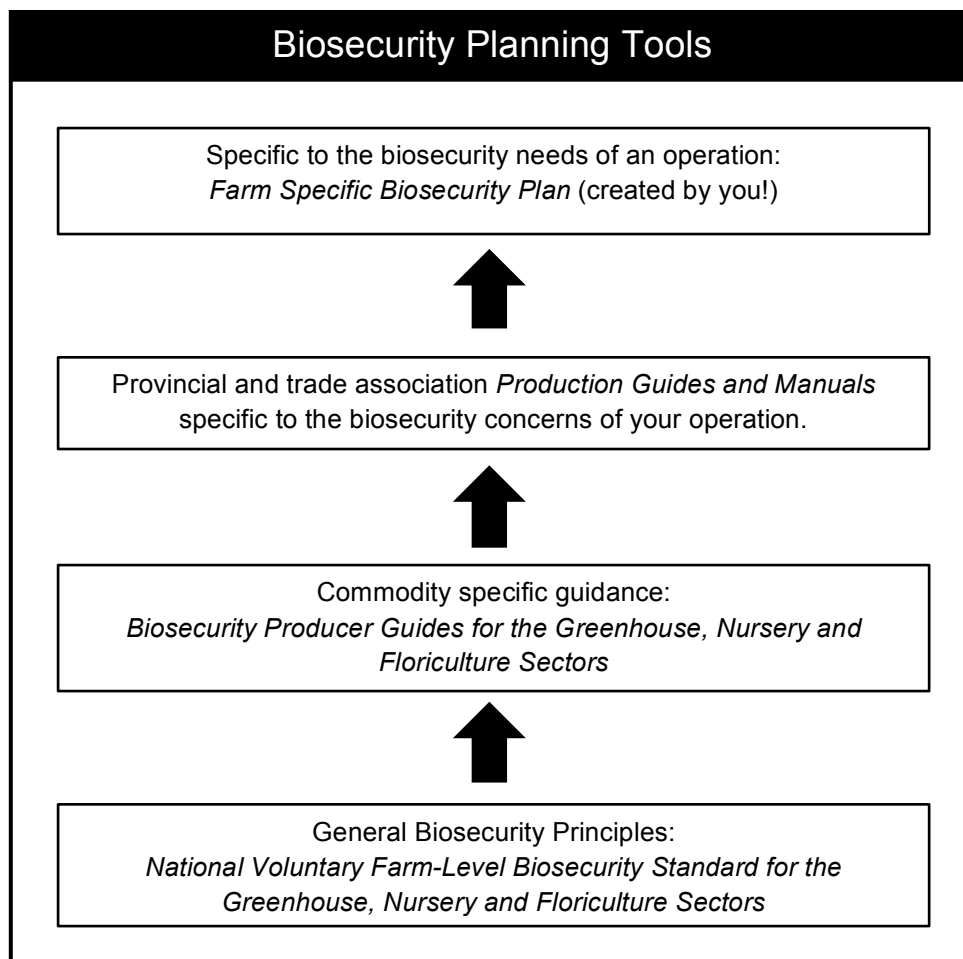 Biosecurity Planning Tools
Specific to the biosecurity needs of an operation:
Farm Specific Biosecurity Plan (created by you!)
Provincial and trade association Production Guides and Manuals
specific to the biosecurity concerns of your operation.
Commodity specific guidance:
Biosecurity Producer Guides for the Greenhouse, Nursery and
Floriculture Sectors
General Biosecurity Principles:
National Voluntary Farm-Level Biosecurity Standard for the
Greenhouse, Nursery and Floriculture Sectors